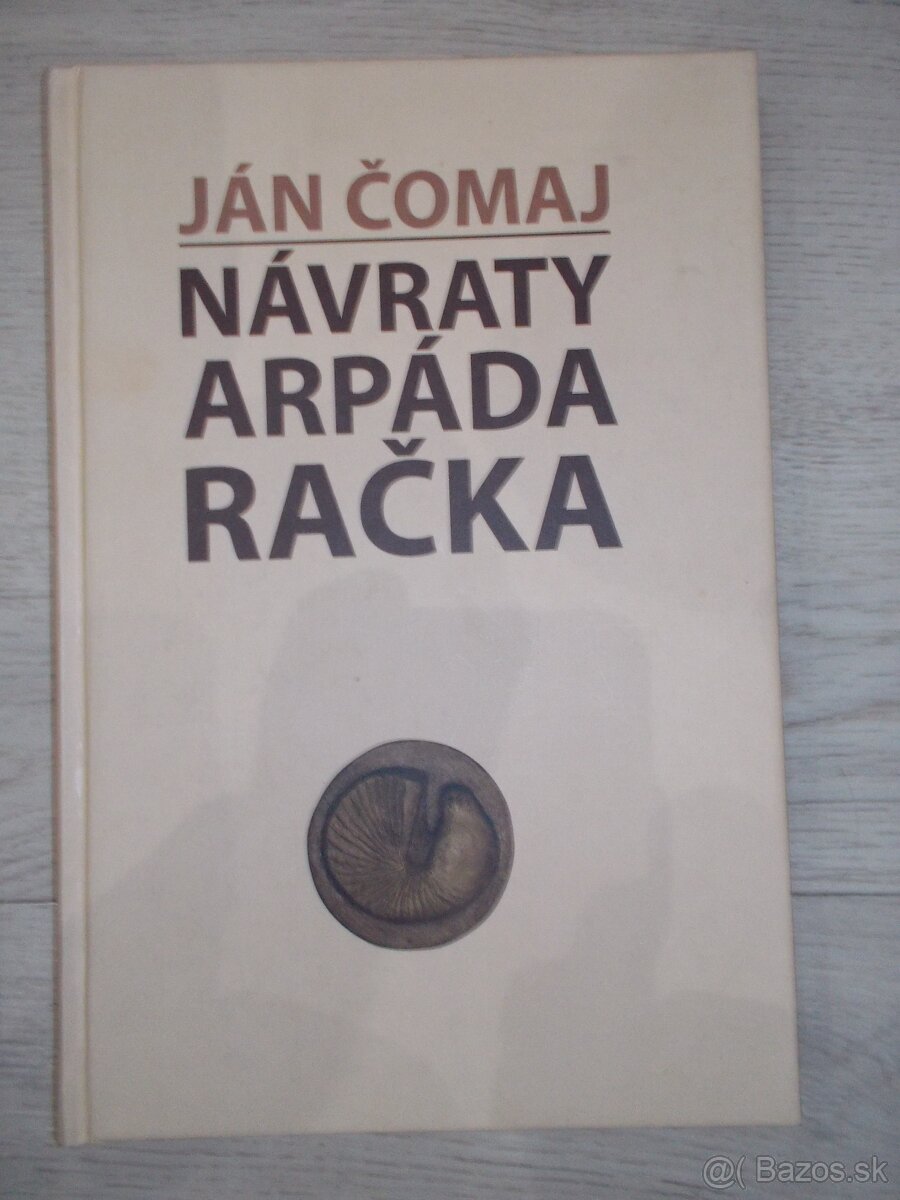 JÁN ČOMAJ
NÁVRATY
ARPÁDA
RAČKA
@( Bazos.sk